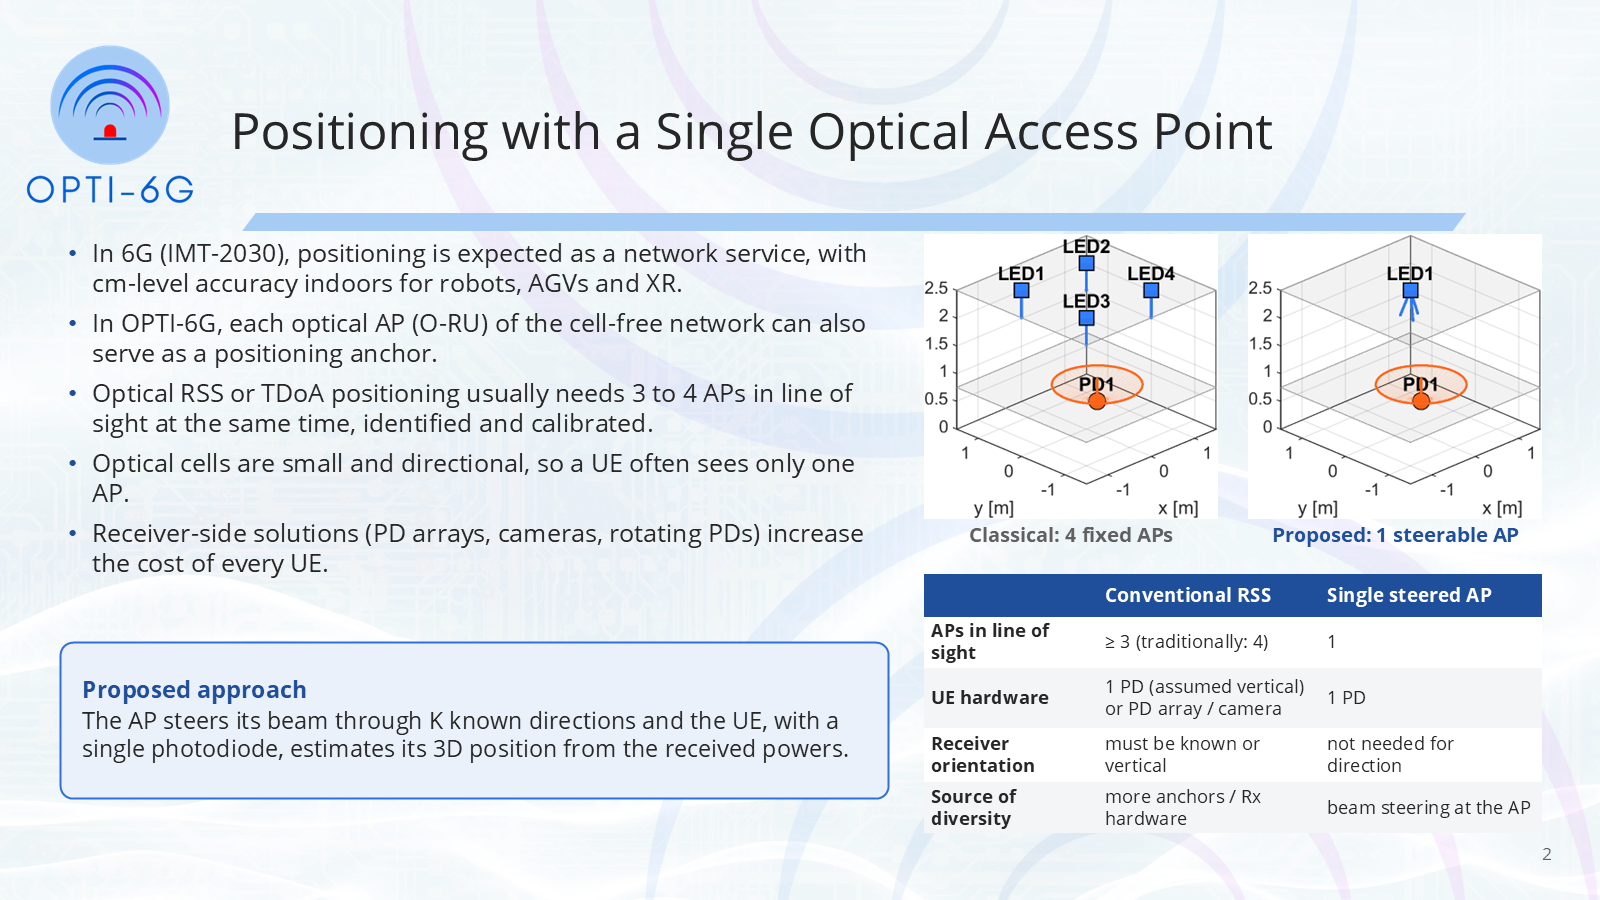 OPTI-6G
Positioning with a Single Optical Access Point
• In 6G (IMT-2030), positioning is expected as a network service, with
cm-level accuracy indoors for robots, AGVs and XR.
• In OPTI-6G, each optical AP (O-RU) of the cell-free network can also
serve as a positioning anchor.
• Optical RSS or TDoA positioning usually needs 3 to 4 APs in line of
sight at the same time, identified and calibrated.
• Optical cells are small and directional, so a UE often sees only one
AP.
• Receiver-side solutions (PD arrays, cameras, rotating PDs) increase
the cost of every UE.
Proposed approach
The AP steers its beam through K known directions and the UE, with a
single photodiode, estimates its 3D position from the received powers.
LED2
LED1 LED4
LED3
PD1
2.5
2
1.5
1
0.5
0
1 0 -1 -1 0 1
y [m] x [m]
Classical: 4 fixed APs
LED1
PD1
2.5
2
1.5
1
0.5
0
1 0 -1 -1 0 1
y [m] x [m]
Proposed: 1 steerable AP
Conventional RSS Single steered AP
APs in line of
sight
≥ 3 (traditionally: 4)
1
UE hardware
1 PD (assumed vertical)
or PD array / camera
1 PD
Receiver
orientation
must be known or
vertical
not needed for
direction
Source of
diversity
more anchors / Rx
hardware
beam steering at the AP
2